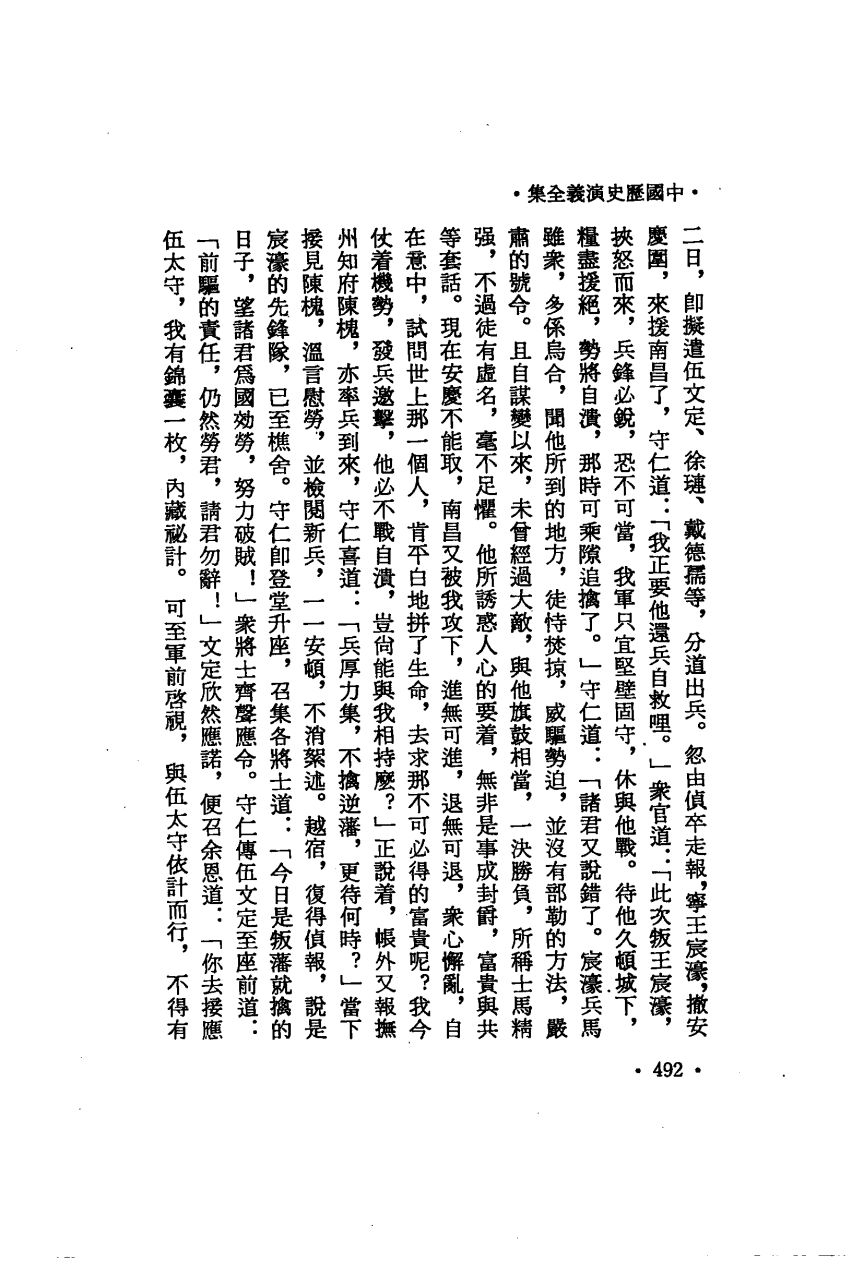 •中國歷史演義全集•
二日，卽擬遣伍文定、徐璉、戴德孺等，分道出兵。忽由偵卒走報，寧王宸濠，撤安
慶圍，來援南昌了，守仁道：「我正要他還兵自救哩。」衆官道：「此次叛王宸濠，
挾怒而來，兵鋒必銳，恐不可當，我軍只宜堅壁固守，休與他戰。待他久頓城下，
糧盡援絕，勢將自潰，那時可乘隙追擒了。」守仁道：「諸君又說錯了。宸濠兵馬
雖衆，多係烏合，聞他所到的地方，徒恃焚掠，威驅勢迫，並沒有部勒的方法，嚴
肅的號令。且自謀變以來，未曾經過大敵，與他旗鼓相當，一決勝負，所稱士馬精
强，不過徒有虛名，毫不足懼。他所誘惑人心的要着，無非是事成封爵，富貴與共
等套話。現在安慶不能取，南昌又被我攻下，進無可進，退無可退，衆心懈亂，自
在意中，試問世上那一個人，肯平白地拼了生命，去求那不可必得的富貴呢？我今
仗着機勢，發兵邀擊，他必不戰自潰，豈尙能與我相持麼？」正說着，帳外又報撫
州知府陳槐，亦率兵到來，守仁喜道：「兵厚力集，不擒逆藩，更待何時？」當下
接見陳槐，溫言慰勞，並檢閱新兵，一一安頓，不消絮述。越宿，復得偵報，說是
宸濠的先鋒隊，已至樵舍。守仁卽登堂升座，召集各將士道：「今日是叛藩就擒的
日子，望諸君爲國効勞，努力破賊！」衆將士齊聲應令。守仁傳伍文定至座前道：
「前驅的責任，仍然勞君，請君勿辭！」文定欣然應諾，便召余恩道：「你去接應
伍太守，我有錦囊一枚，內藏祕計。可至軍前啓視，與伍太守依計而行，不得有
•492•